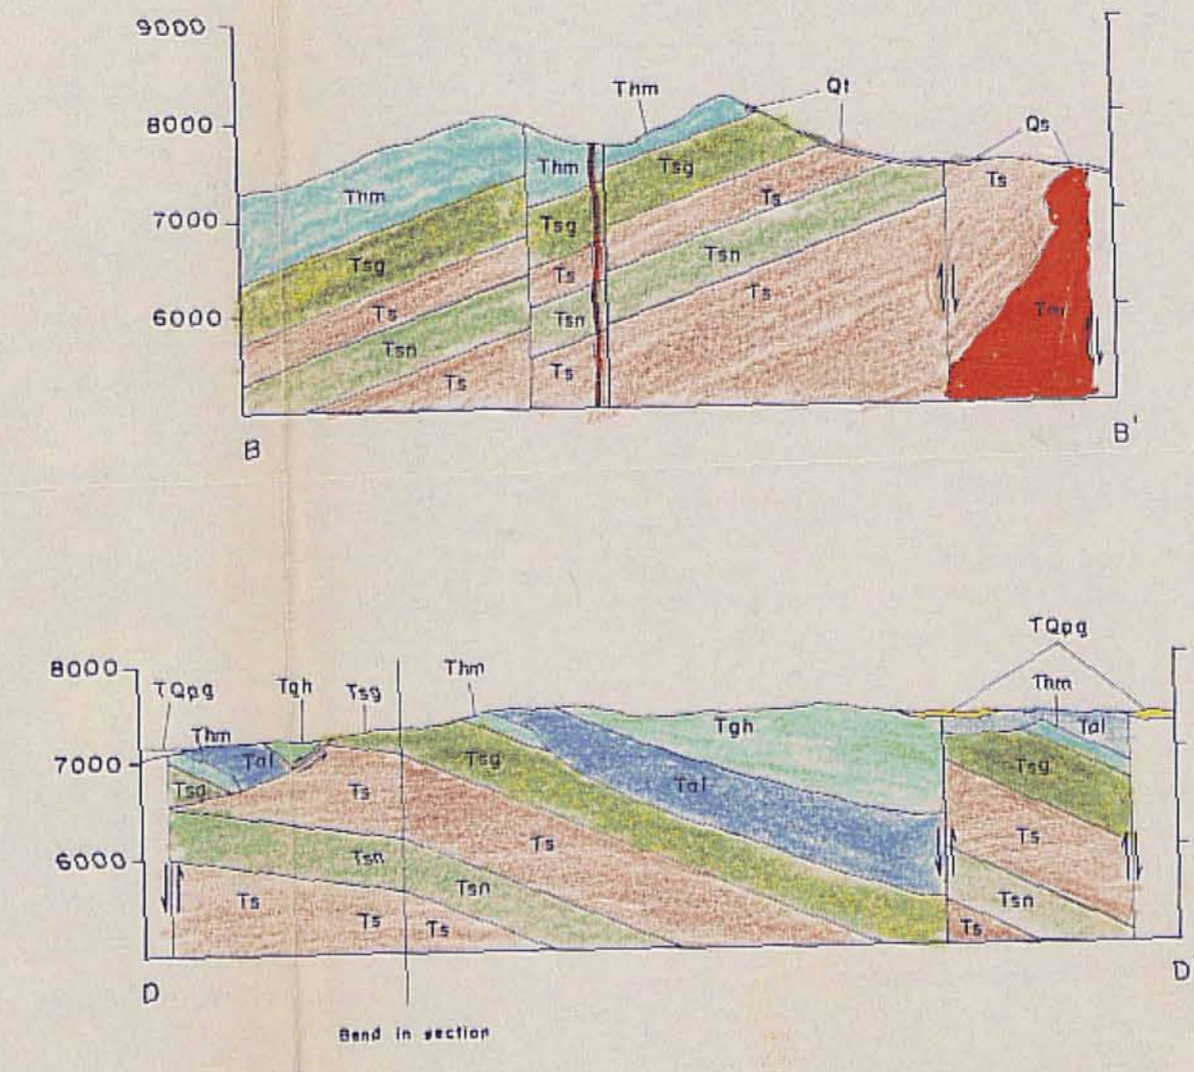 9000
8000
7000
6000
Thm
Qt
Qs
Thm
Thm
Tsg
Ts
Tsg
Tsg
Ts
Ts
Tsn
Ts
Ts
Tsn
Tsn
Ts
Ts
B
B'
8000
7000
6000
TQpg
Tgh
Tsg
Thm
TQpg
Thm
Thm
Tal
Tgh
Tal
Tsg
Ts
Tsg
Tal
Tsg
Ts
Ts
Tsn
Tsn
Tsn
Ts
Ts
Ts
Ts
D
D
Bend in section